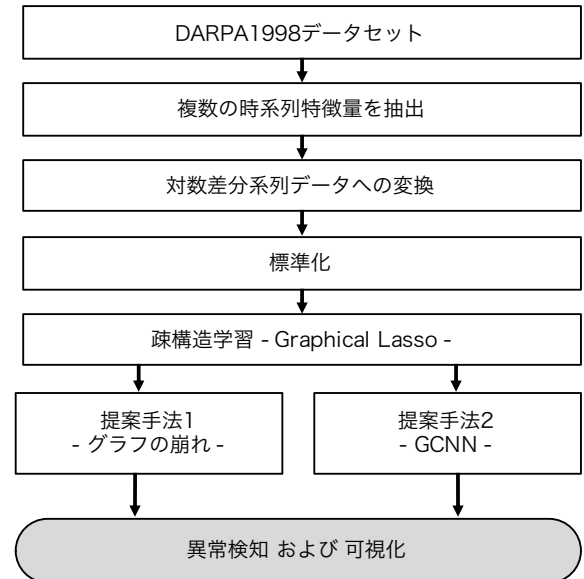 DARPA1998データセット
複数の時系列特徴量を抽出
対数差分系列データへの変換
標準化
疎構造学習 - Graphical Lasso -
提案手法1
- グラフの崩れ -
提案手法2
- GCNN -
異常検知 および 可視化